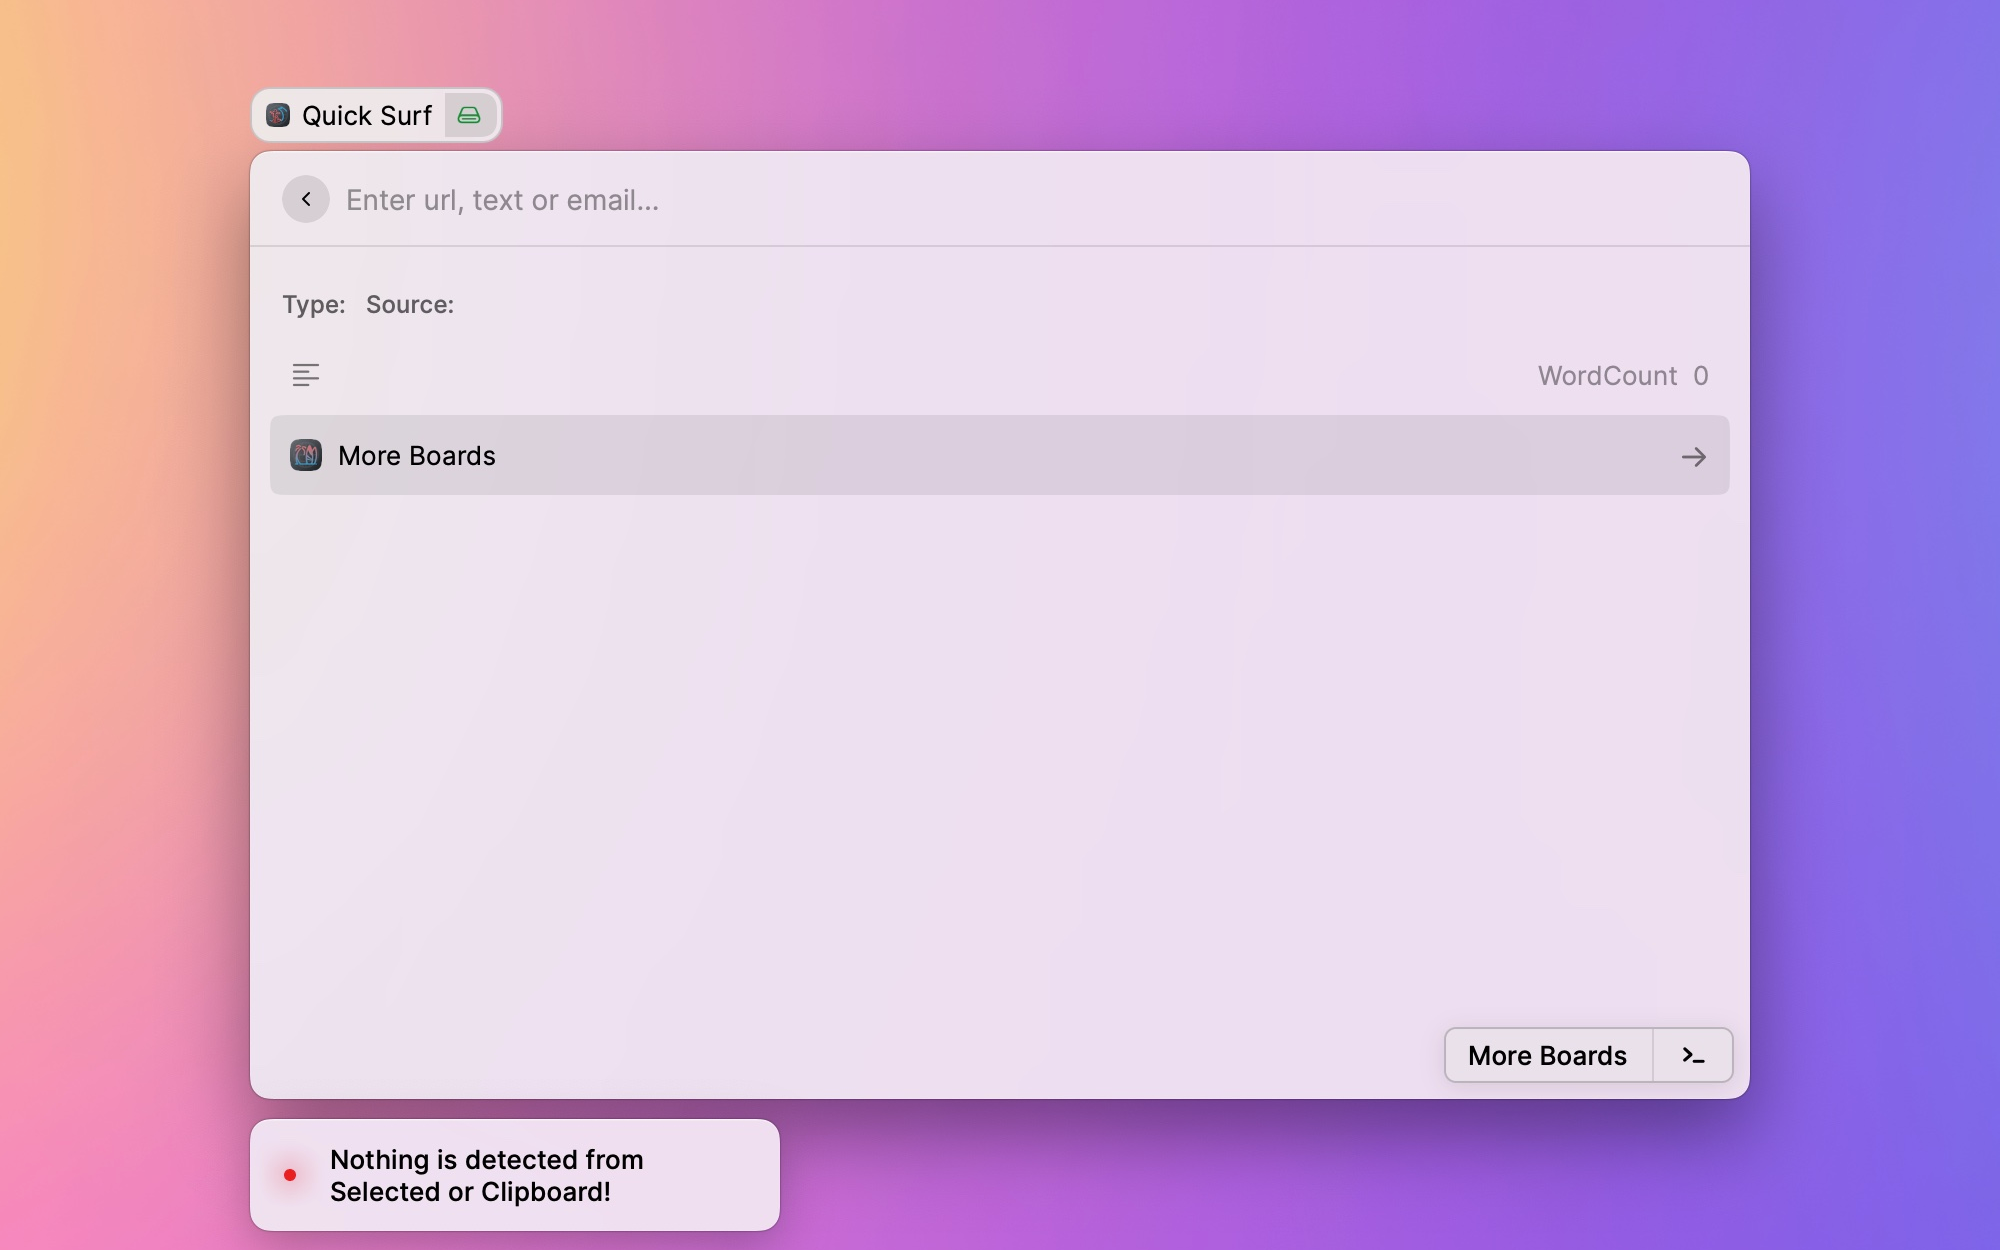 Quick Surf
Enter url, text or email...
Type: Source:
WordCount 0
More Boards
More Boards
Nothing is detected from
Selected or Clipboard!